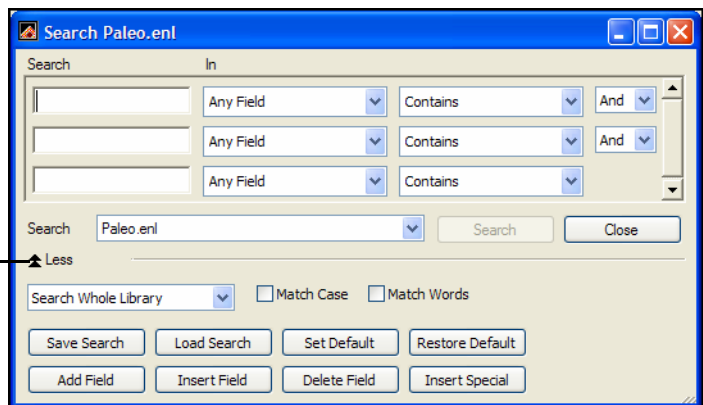 Search Paleo.enl
Search In
Any Field Contains And
Any Field Contains And
Any Field Contains
Search Paleo.enl Search Close
Less
Search Whole Library Match Case Match Words
Save Search Load Search Set Default Restore Default
Add Field Insert Field Delete Field Insert Special